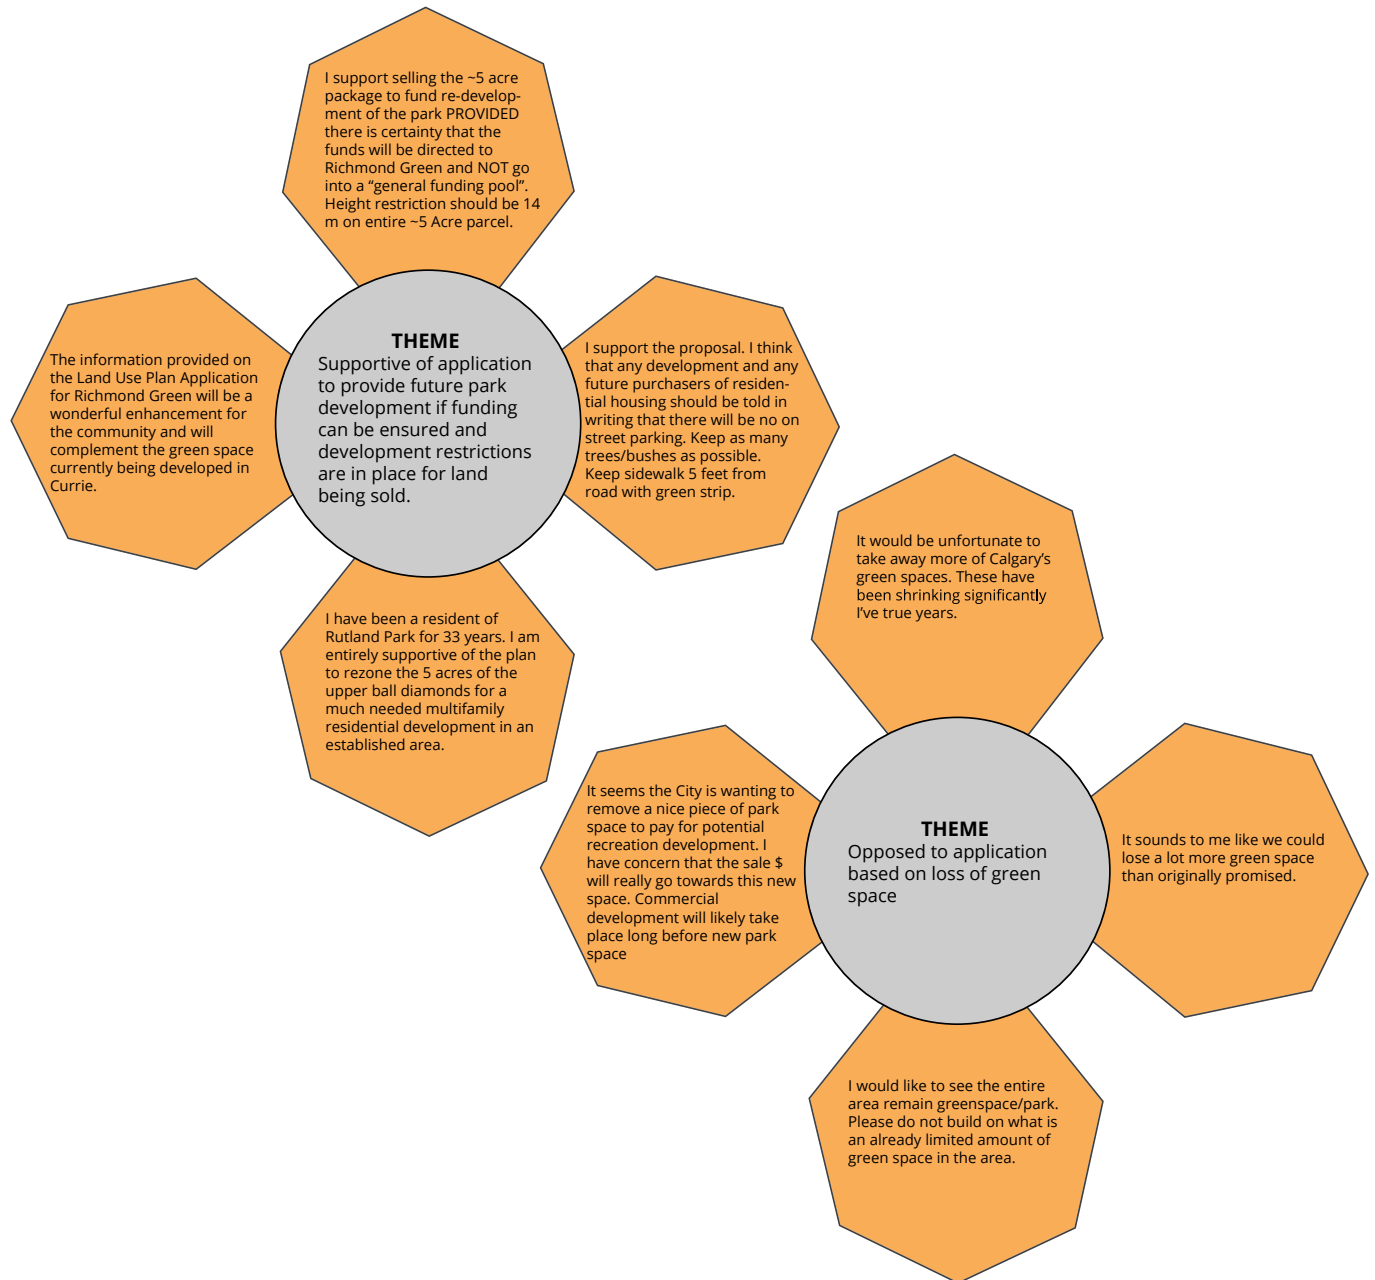 I support selling the ~5 acre
package to fund re-develop-
ment of the park PROVIDED
there is certainty that the
funds will be directed to
Richmond Green and NOT go
into a “general funding pool”.
Height restriction should be 14
m on entire ~5 Acre parcel.
The information provided on
the Land Use Plan Application
for Richmond Green will be a
wonderful enhancement for
the community and will
complement the green space
currently being developed in
Currie.
THEME
Supportive of application
to provide future park
development if funding
can be ensured and
development restrictions
are in place for land
being sold.
I support the proposal. I think
that any development and any
future purchasers of residen-
tial housing should be told in
writing that there will be no on
street parking. Keep as many
trees/bushes as possible.
Keep sidewalk 5 feet from
road with green strip.
I have been a resident of
Rutland Park for 33 years. I am
entirely supportive of the plan
to rezone the 5 acres of the
upper ball diamonds for a
much needed multifamily
residential development in an
established area.
It would be unfortunate to
take away more of Calgary’s
green spaces. These have
been shrinking significantly
I’ve true years.
It seems the City is wanting to
remove a nice piece of park
space to pay for potential
recreation development. I
have concern that the sale $
will really go towards this new
space. Commercial
development will likely take
place long before new park
space
THEME
Opposed to application
based on loss of green
space
It sounds to me like we could
lose a lot more green space
than originally promised.
I would like to see the entire
area remain greenspace/park.
Please do not build on what is
an already limited amount of
green space in the area.